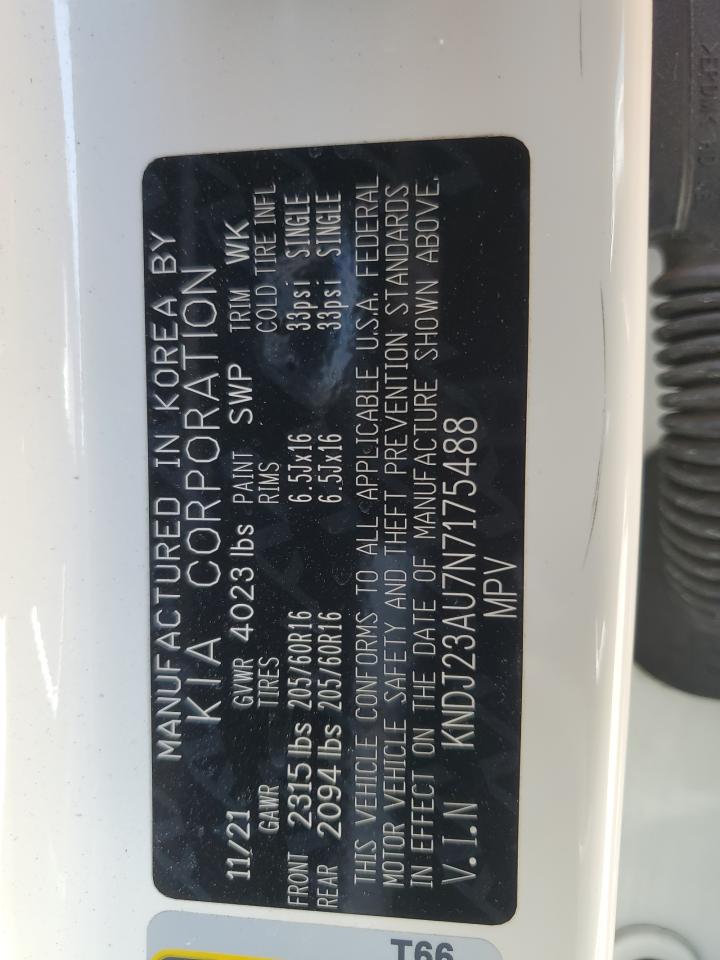 MANUFACTURED IN KOREA BY
KIA CORPORATION
11/21 GVWR 4023 lbs PAINT SWP TRIM WK
GAWR TIRES RIMS COLD TIRE INFL
FRONT 2315 lbs 205/60R16 6.5Jx16 33psi SINGLE
REAR 2094 lbs 205/60R16 6.5Jx16 33psi SINGLE
THIS VEHICLE CONFORMS TO ALL APPLICABLE U.S.A. FEDERAL
MOTOR VEHICLE SAFETY AND THEFT PREVENTION STANDARDS
IN EFFECT ON THE DATE OF MANUFACTURE SHOWN ABOVE.
V.I.N KNDJ23AU7N7175488
MPV
T66